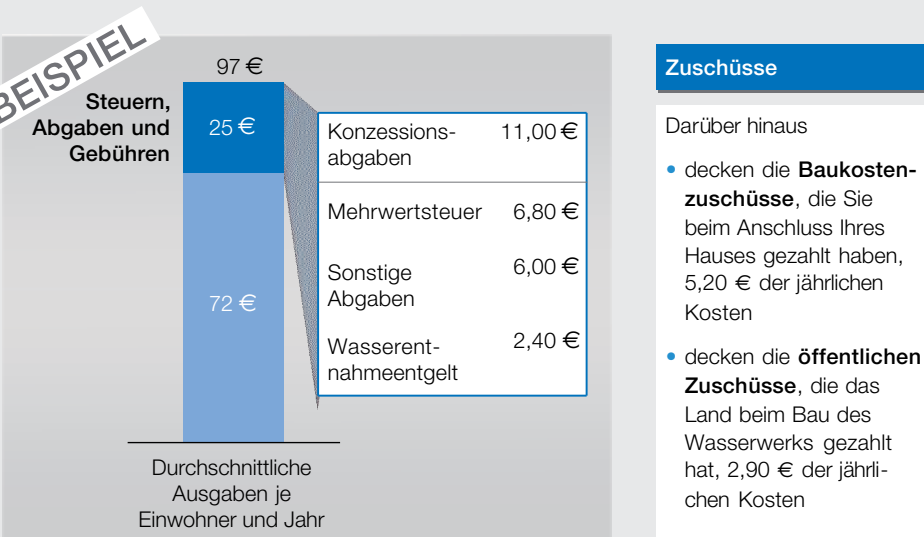 BEISPIEL
97 €
Steuern,
Abgaben und
Gebühren
25 €
72 €
Konzessions-
abgaben
11,00 €
Mehrwertsteuer 6,80 €
Sonstige
Abgaben
6,00 €
Wasserent-
nahmeentgelt
2,40 €
Durchschnittliche
Ausgaben je
Einwohner und Jahr
Zuschüsse
Darüber hinaus
• decken die Baukosten-
zuschüsse, die Sie
beim Anschluss Ihres
Hauses gezahlt haben,
5,20 € der jährlichen
Kosten
• decken die öffentlichen
Zuschüsse, die das
Land beim Bau des
Wasserwerks gezahlt
hat, 2,90 € der jährli-
chen Kosten